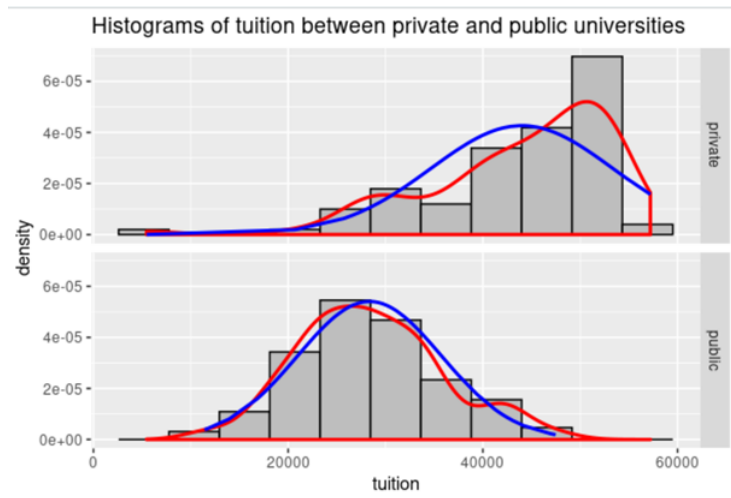 Histograms of tuition between private and public universities
6e-05
4e-05
2e-05
0e+00
private
density
6e-05
4e-05
2e-05
0e+00
public
0 20000 40000 60000
tuition